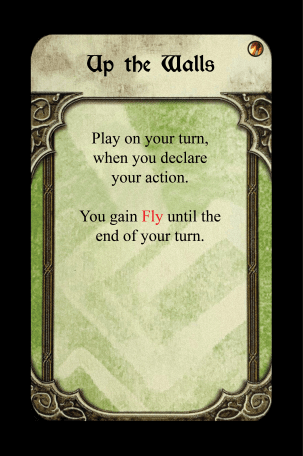 Up the Walls
Play on your turn,
when you declare
your action.
You gain Fly until the
end of your turn.